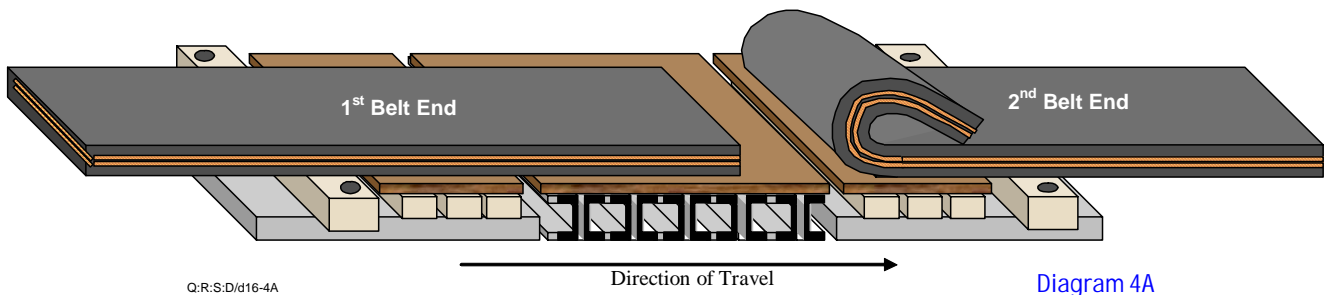 1st Belt End
2nd Belt End
Direction of Travel
Q:R:S:D/d16-4A
Diagram 4A